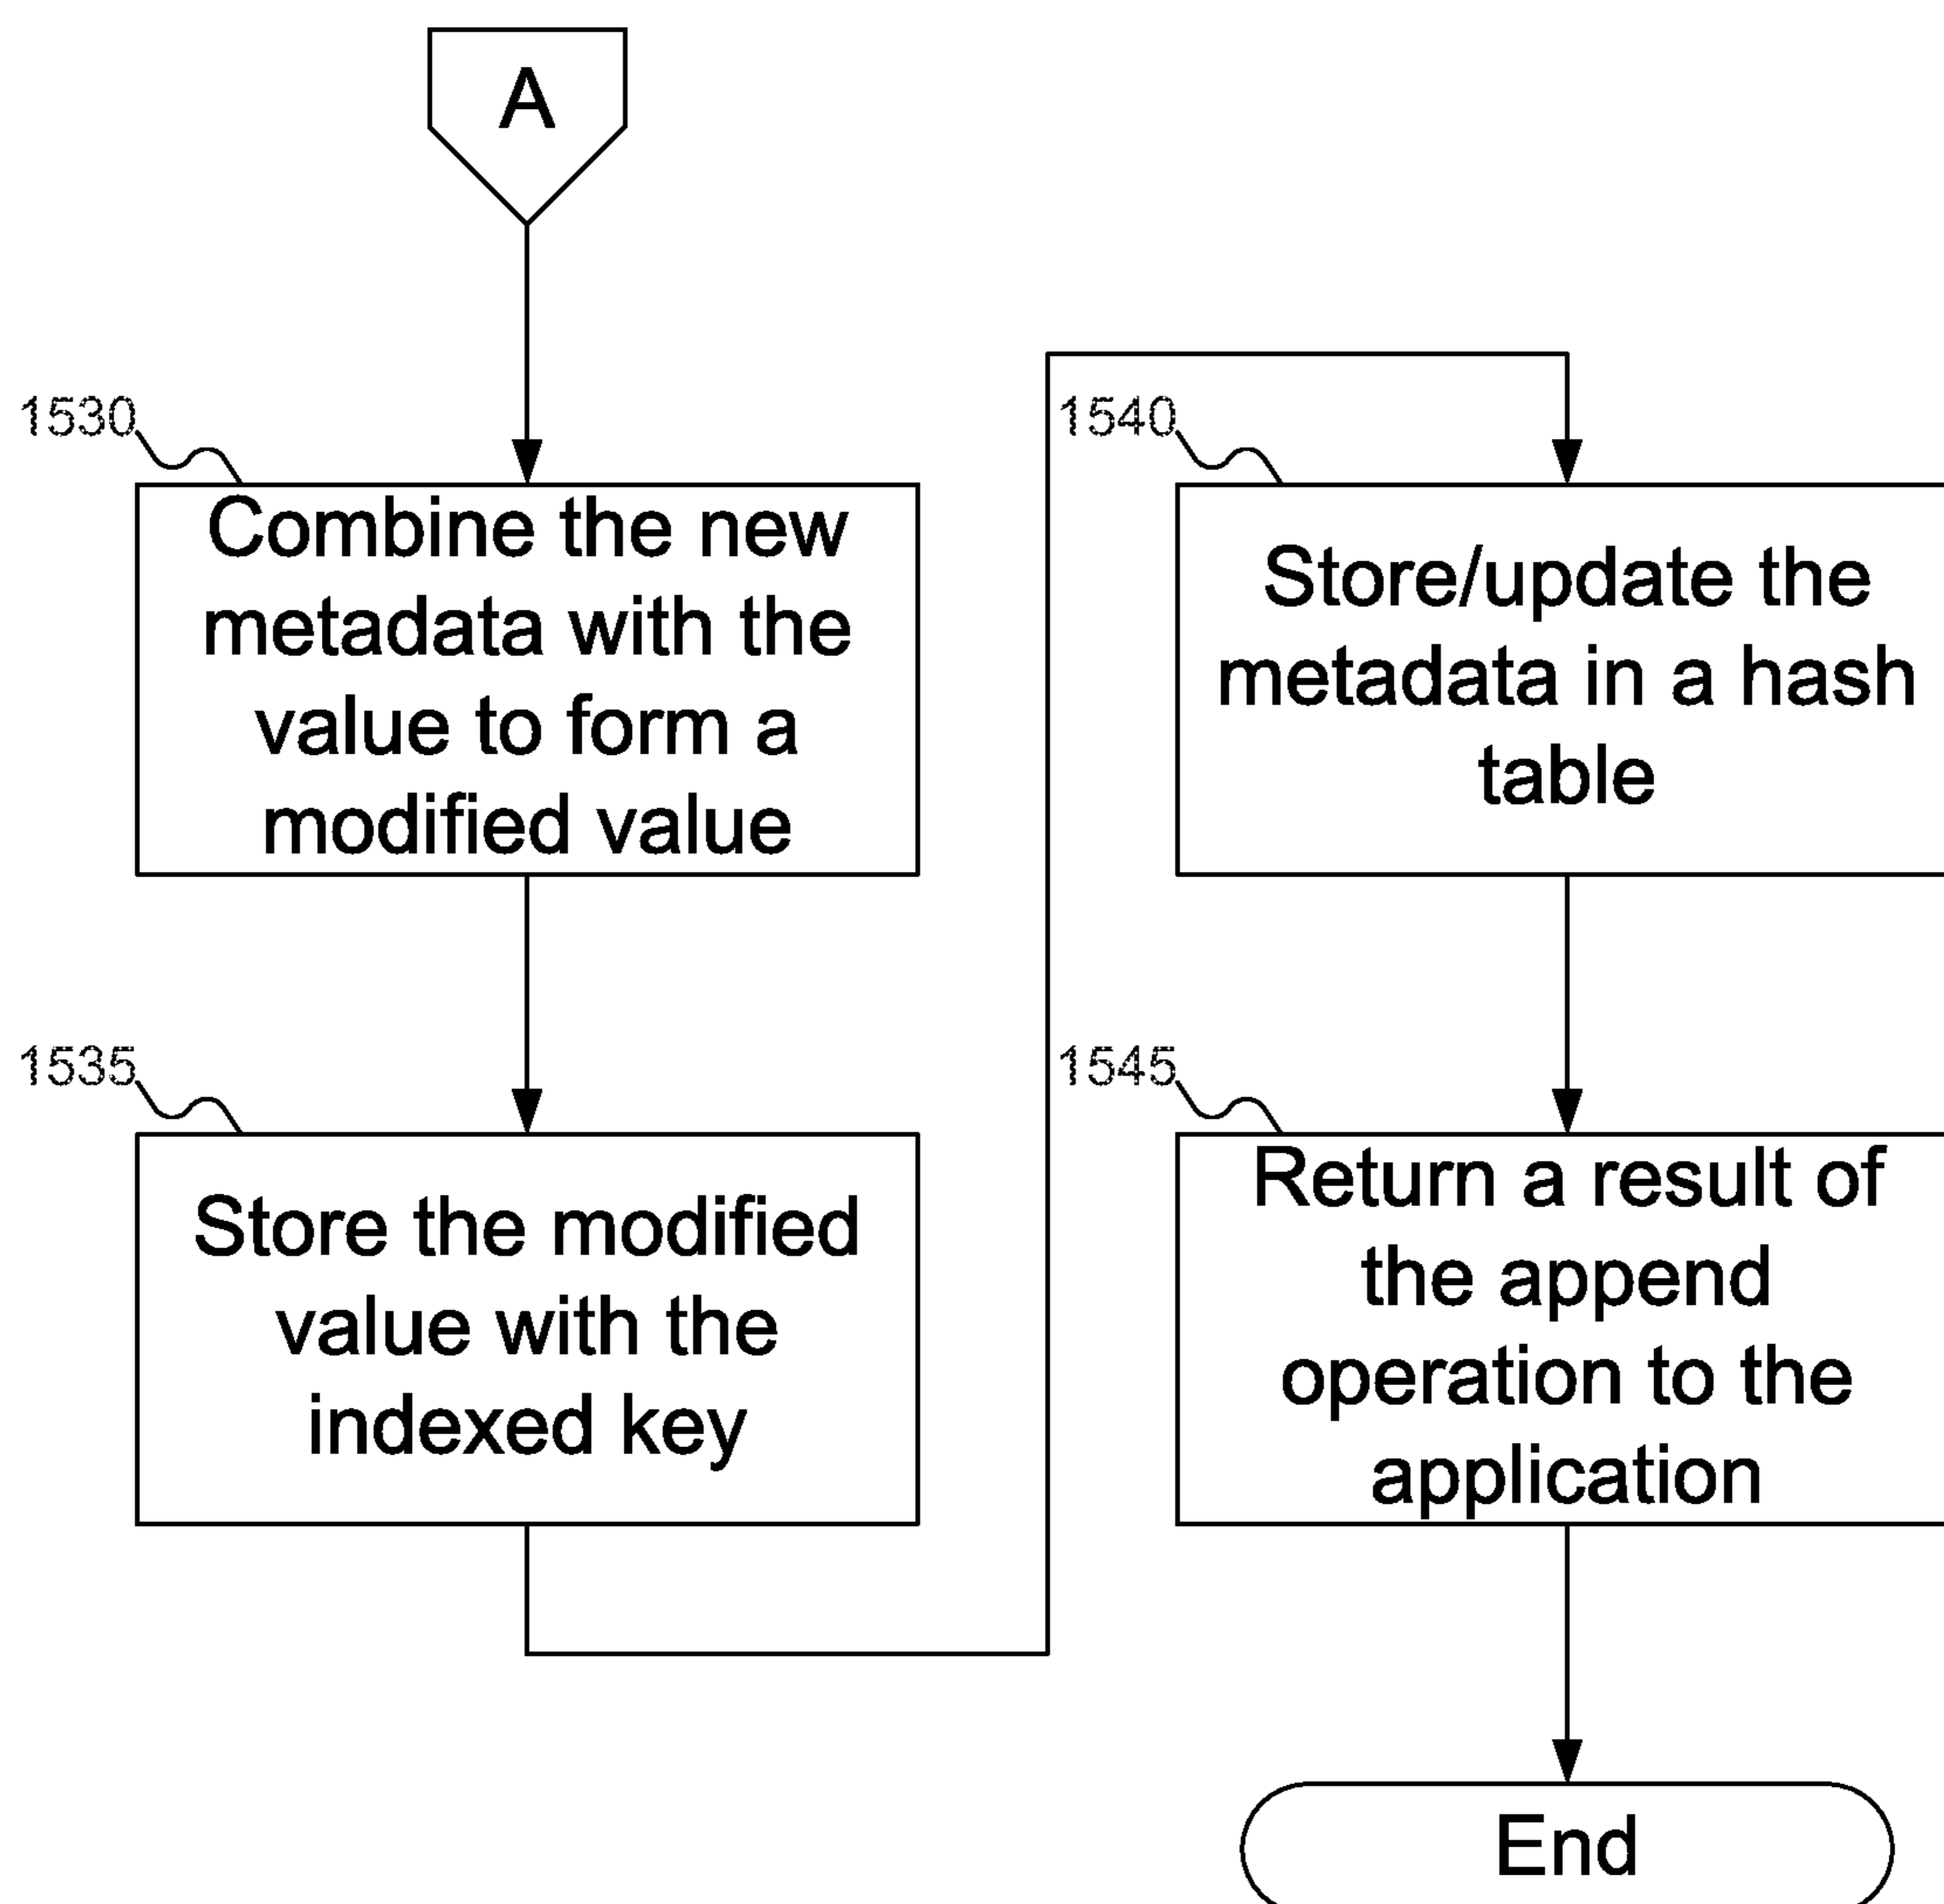 A
1530
Combine the new
metadata with the
value to form a
modified value
1535
Store the modified
value with the
indexed key
1540
Store/update the
metadata in a hash
table
1545
Return a result of
the append
operation to the
application
End